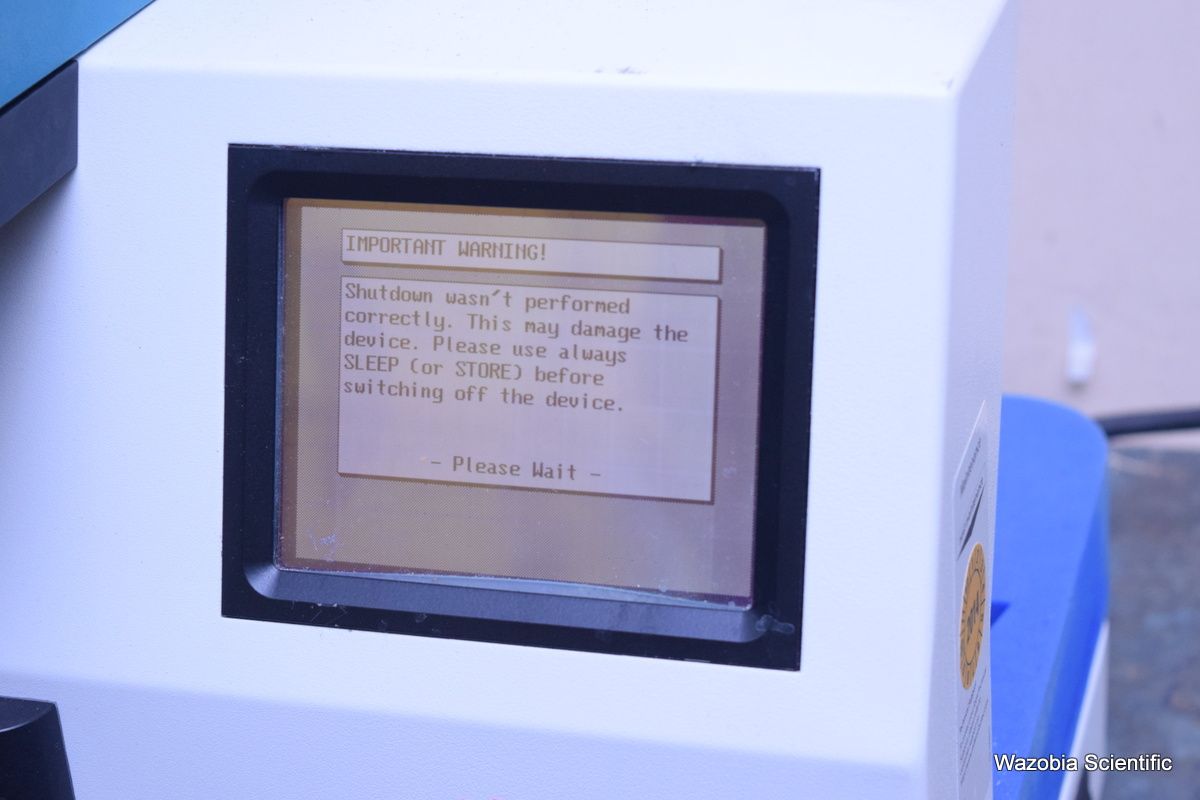 IMPORTANT WARNING!
Shutdown wasn't performed
correctly. This may damage the
device. Please use always
SLEEP (or STORE) before
switching off the device.
- Please Wait -
Wazobia Scientific